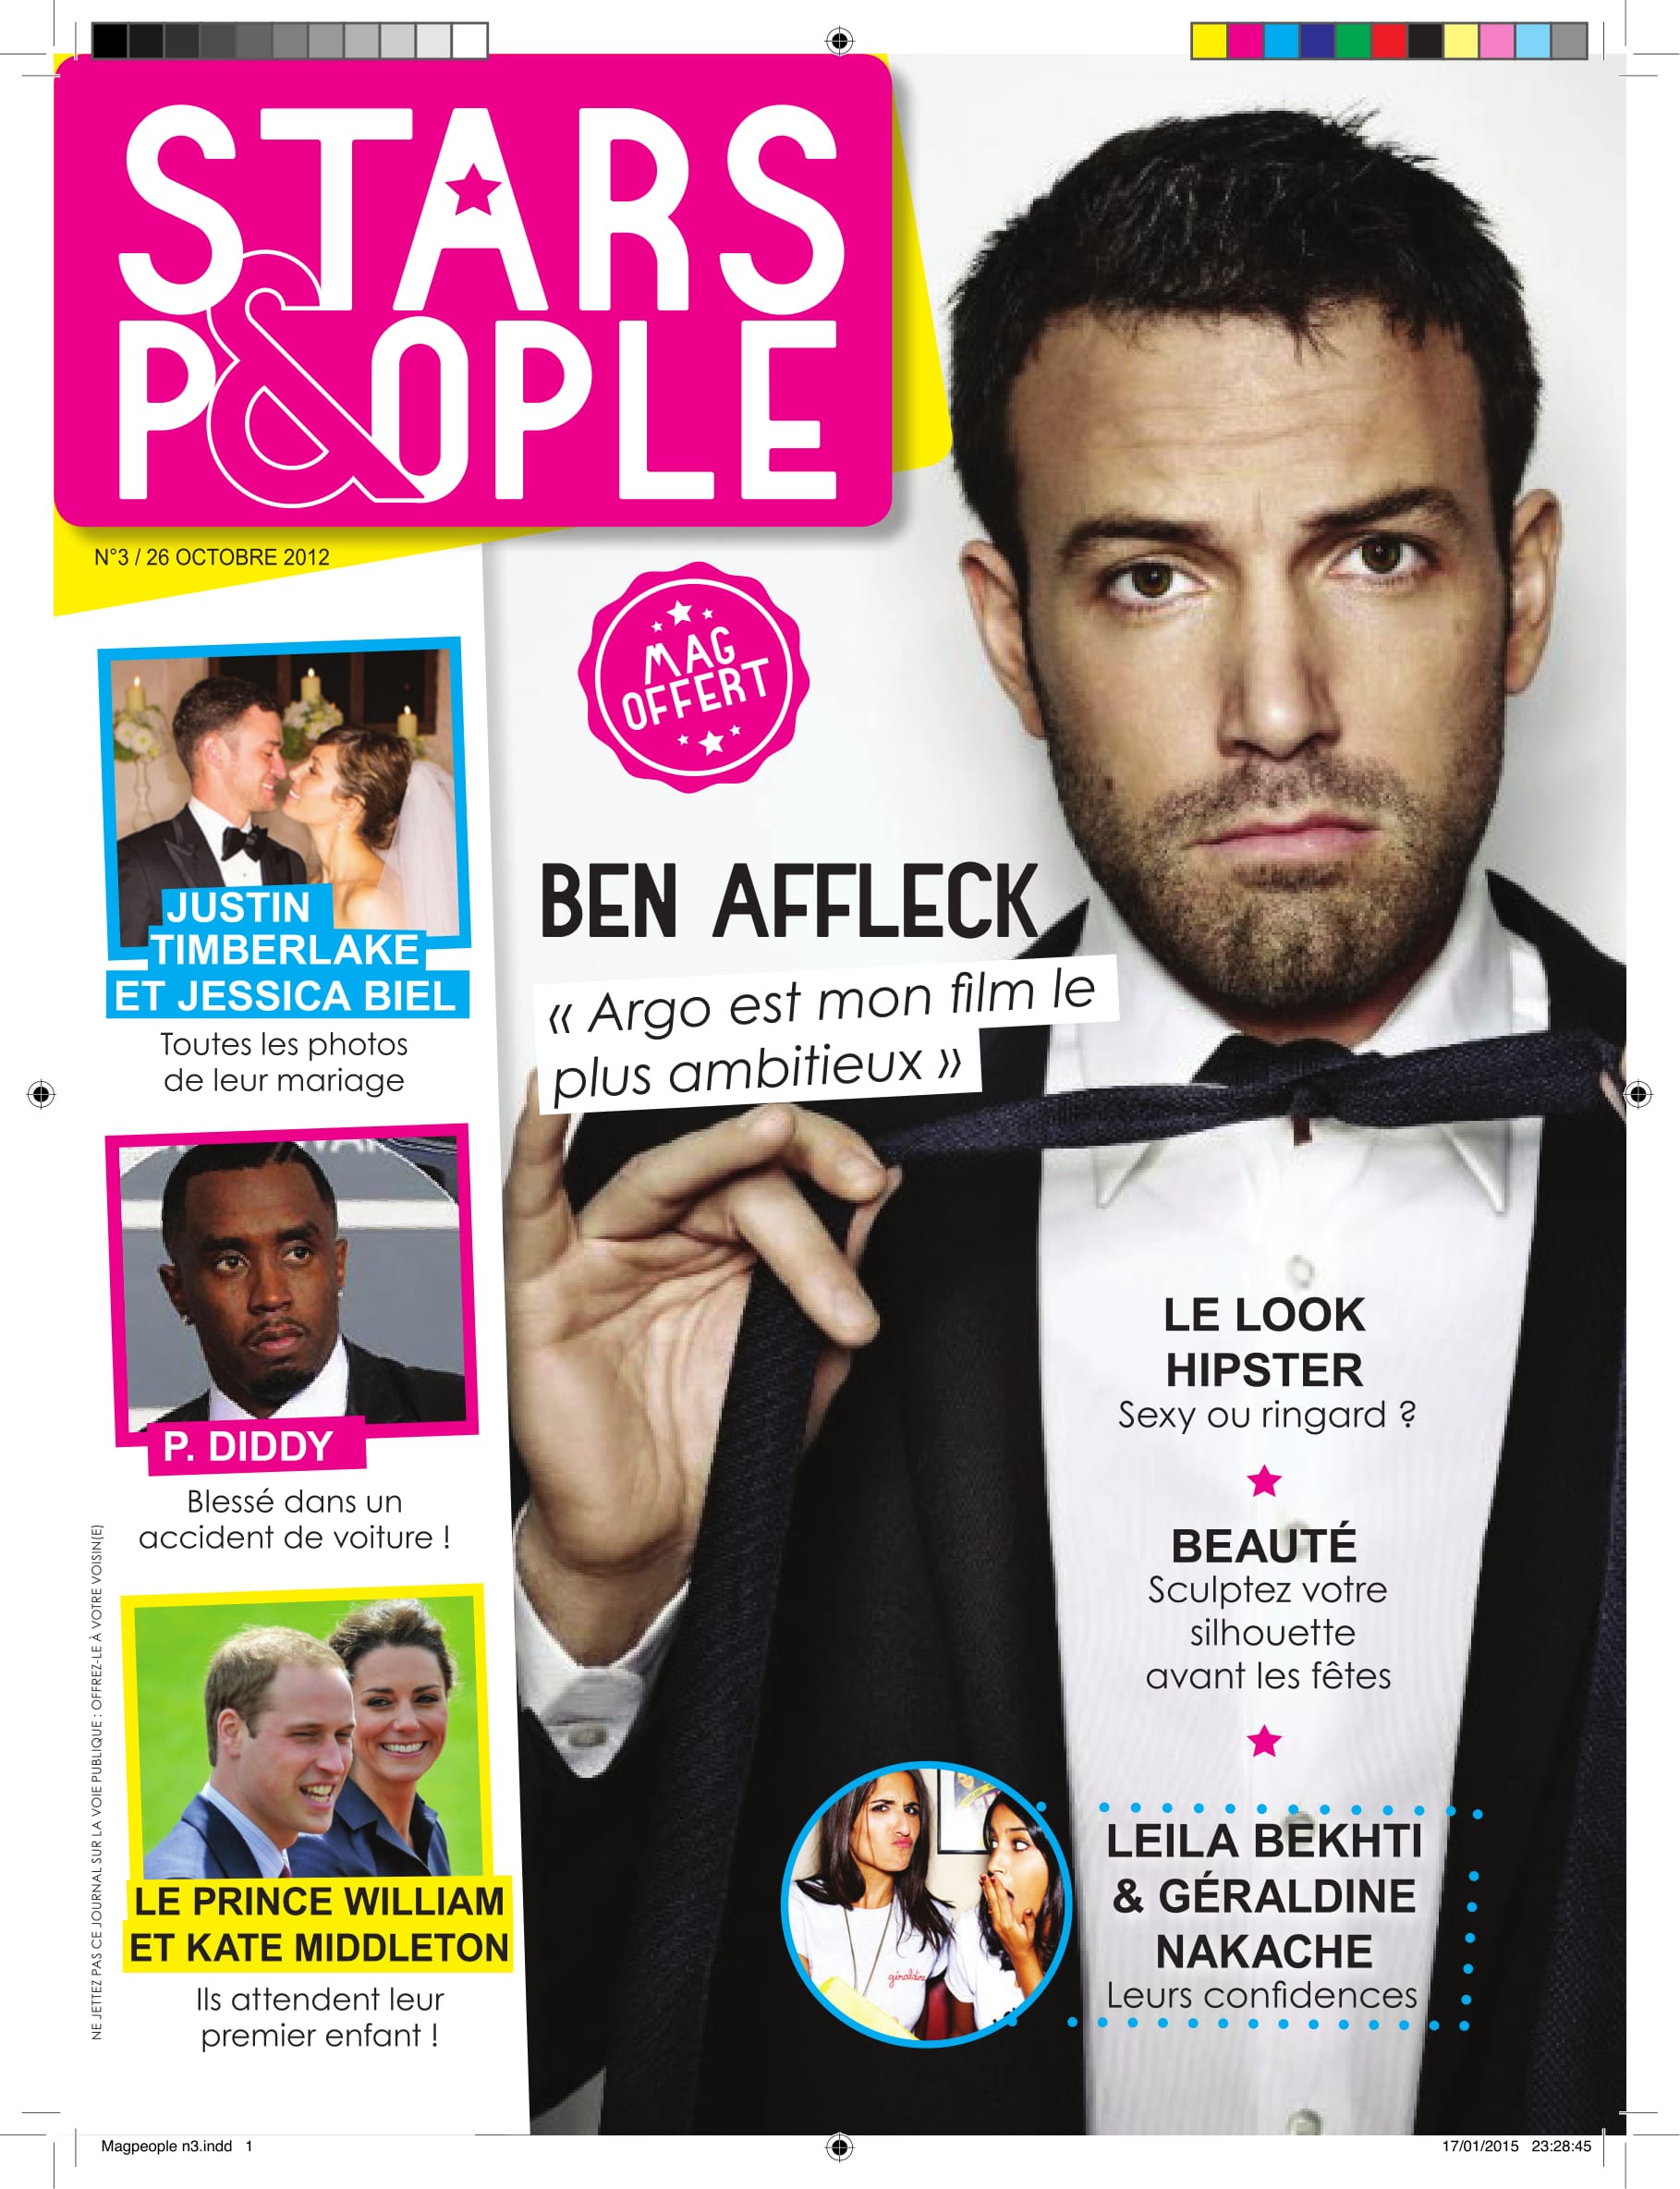 STARS
& PEOPLE
N°3 / 26 OCTOBRE 2012
MAG
OFFERT
JUSTIN
TIMBERLAKE
ET JESSICA BIEL
Toutes les photos
de leur mariage
BEN AFFLECK
« Argo est mon film le
plus ambitieux »
P. DIDDY
Blessé dans un
accident de voiture !
LE PRINCE WILLIAM
ET KATE MIDDLETON
Ils attendent leur
premier enfant !
LE LOOK
HIPSTER
Sexy ou ringard ?
BEAUTÉ
Sculptez votre
silhouette
avant les fêtes
géraldine
LEILA BEKHTI
& GÉRALDINE
NAKACHE
Leurs confidences
NE JETTEZ PAS CE JOURNAL SUR LA VOIE PUBLIQUE : OFFREZ-LE À VOTRE VOISIN(E)
Magpeople n3.indd 1
17/01/2015 23:28:45